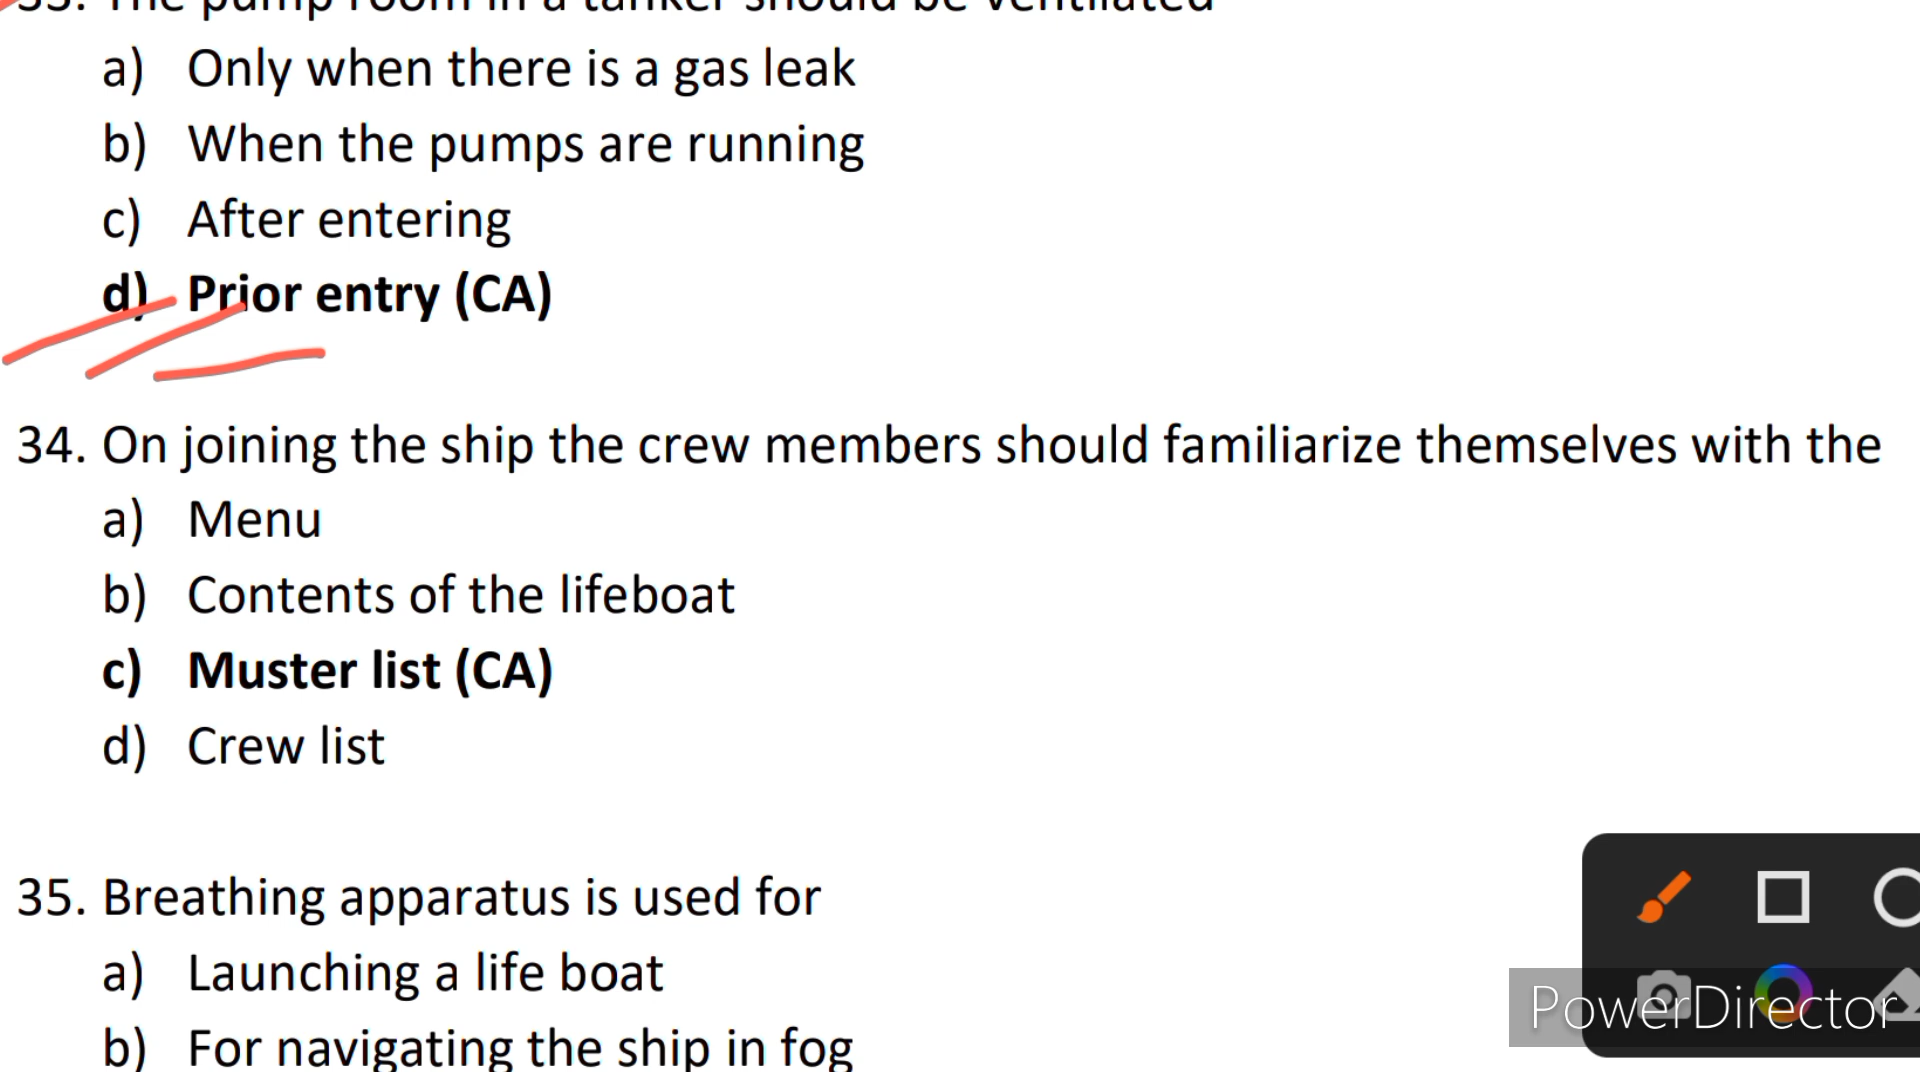 33. The pump room in a tanker should be ventilated
a) Only when there is a gas leak
b) When the pumps are running
c) After entering
d) Prior entry (CA)
34. On joining the ship the crew members should familiarize themselves with the
a) Menu
b) Contents of the lifeboat
c) Muster list (CA)
d) Crew list
35. Breathing apparatus is used for
a) Launching a life boat
b) For navigating the ship in fog
PowerDirector